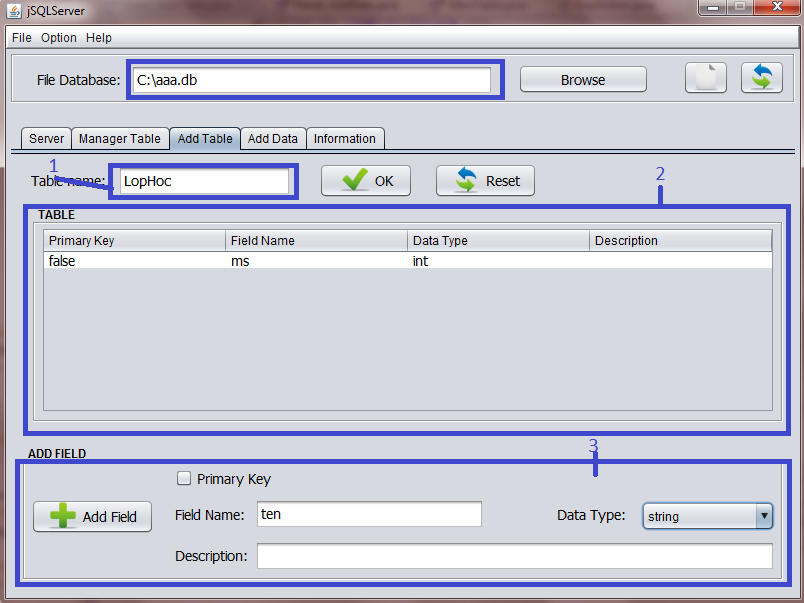 jSQLServer
File Option Help
File Database: C:\aaa.db Browse
Server Manager Table Add Table Add Data Information
1 2
Table name: LopHoc OK Reset
TABLE
Primary Key Field Name Data Type Description
false ms int
3
ADD FIELD
Primary Key
Add Field Field Name: ten Data Type: string
Description: